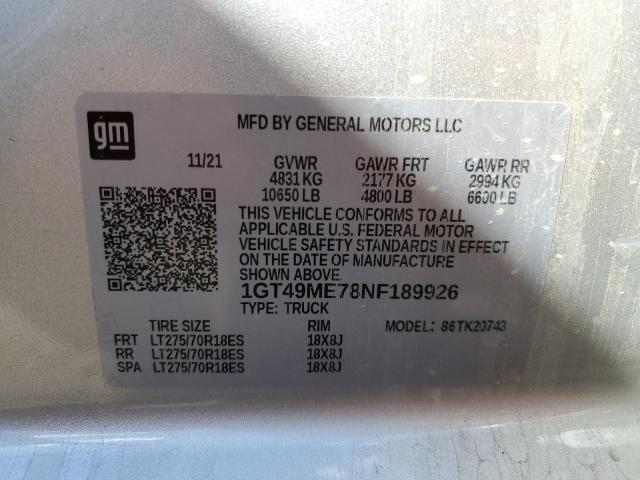 gm
MFD BY GENERAL MOTORS LLC
11/21 GVWR GAWR FRT GAWR RR
4831 KG 2177 KG 2994 KG
10650 LB 4800 LB 6600 LB
THIS VEHICLE CONFORMS TO ALL
APPLICABLE U.S. FEDERAL MOTOR
VEHICLE SAFETY STANDARDS IN EFFECT
ON THE DATE OF MANUFACTURE
SHOWN ABOVE.
1GT49ME78NF189926
TYPE: TRUCK
TIRE SIZE RIM MODEL: 86TK20743
FRT LT275/70R18ES 18X8J
RR LT275/70R18ES 18X8J
SPA LT275/70R18ES 18X8J